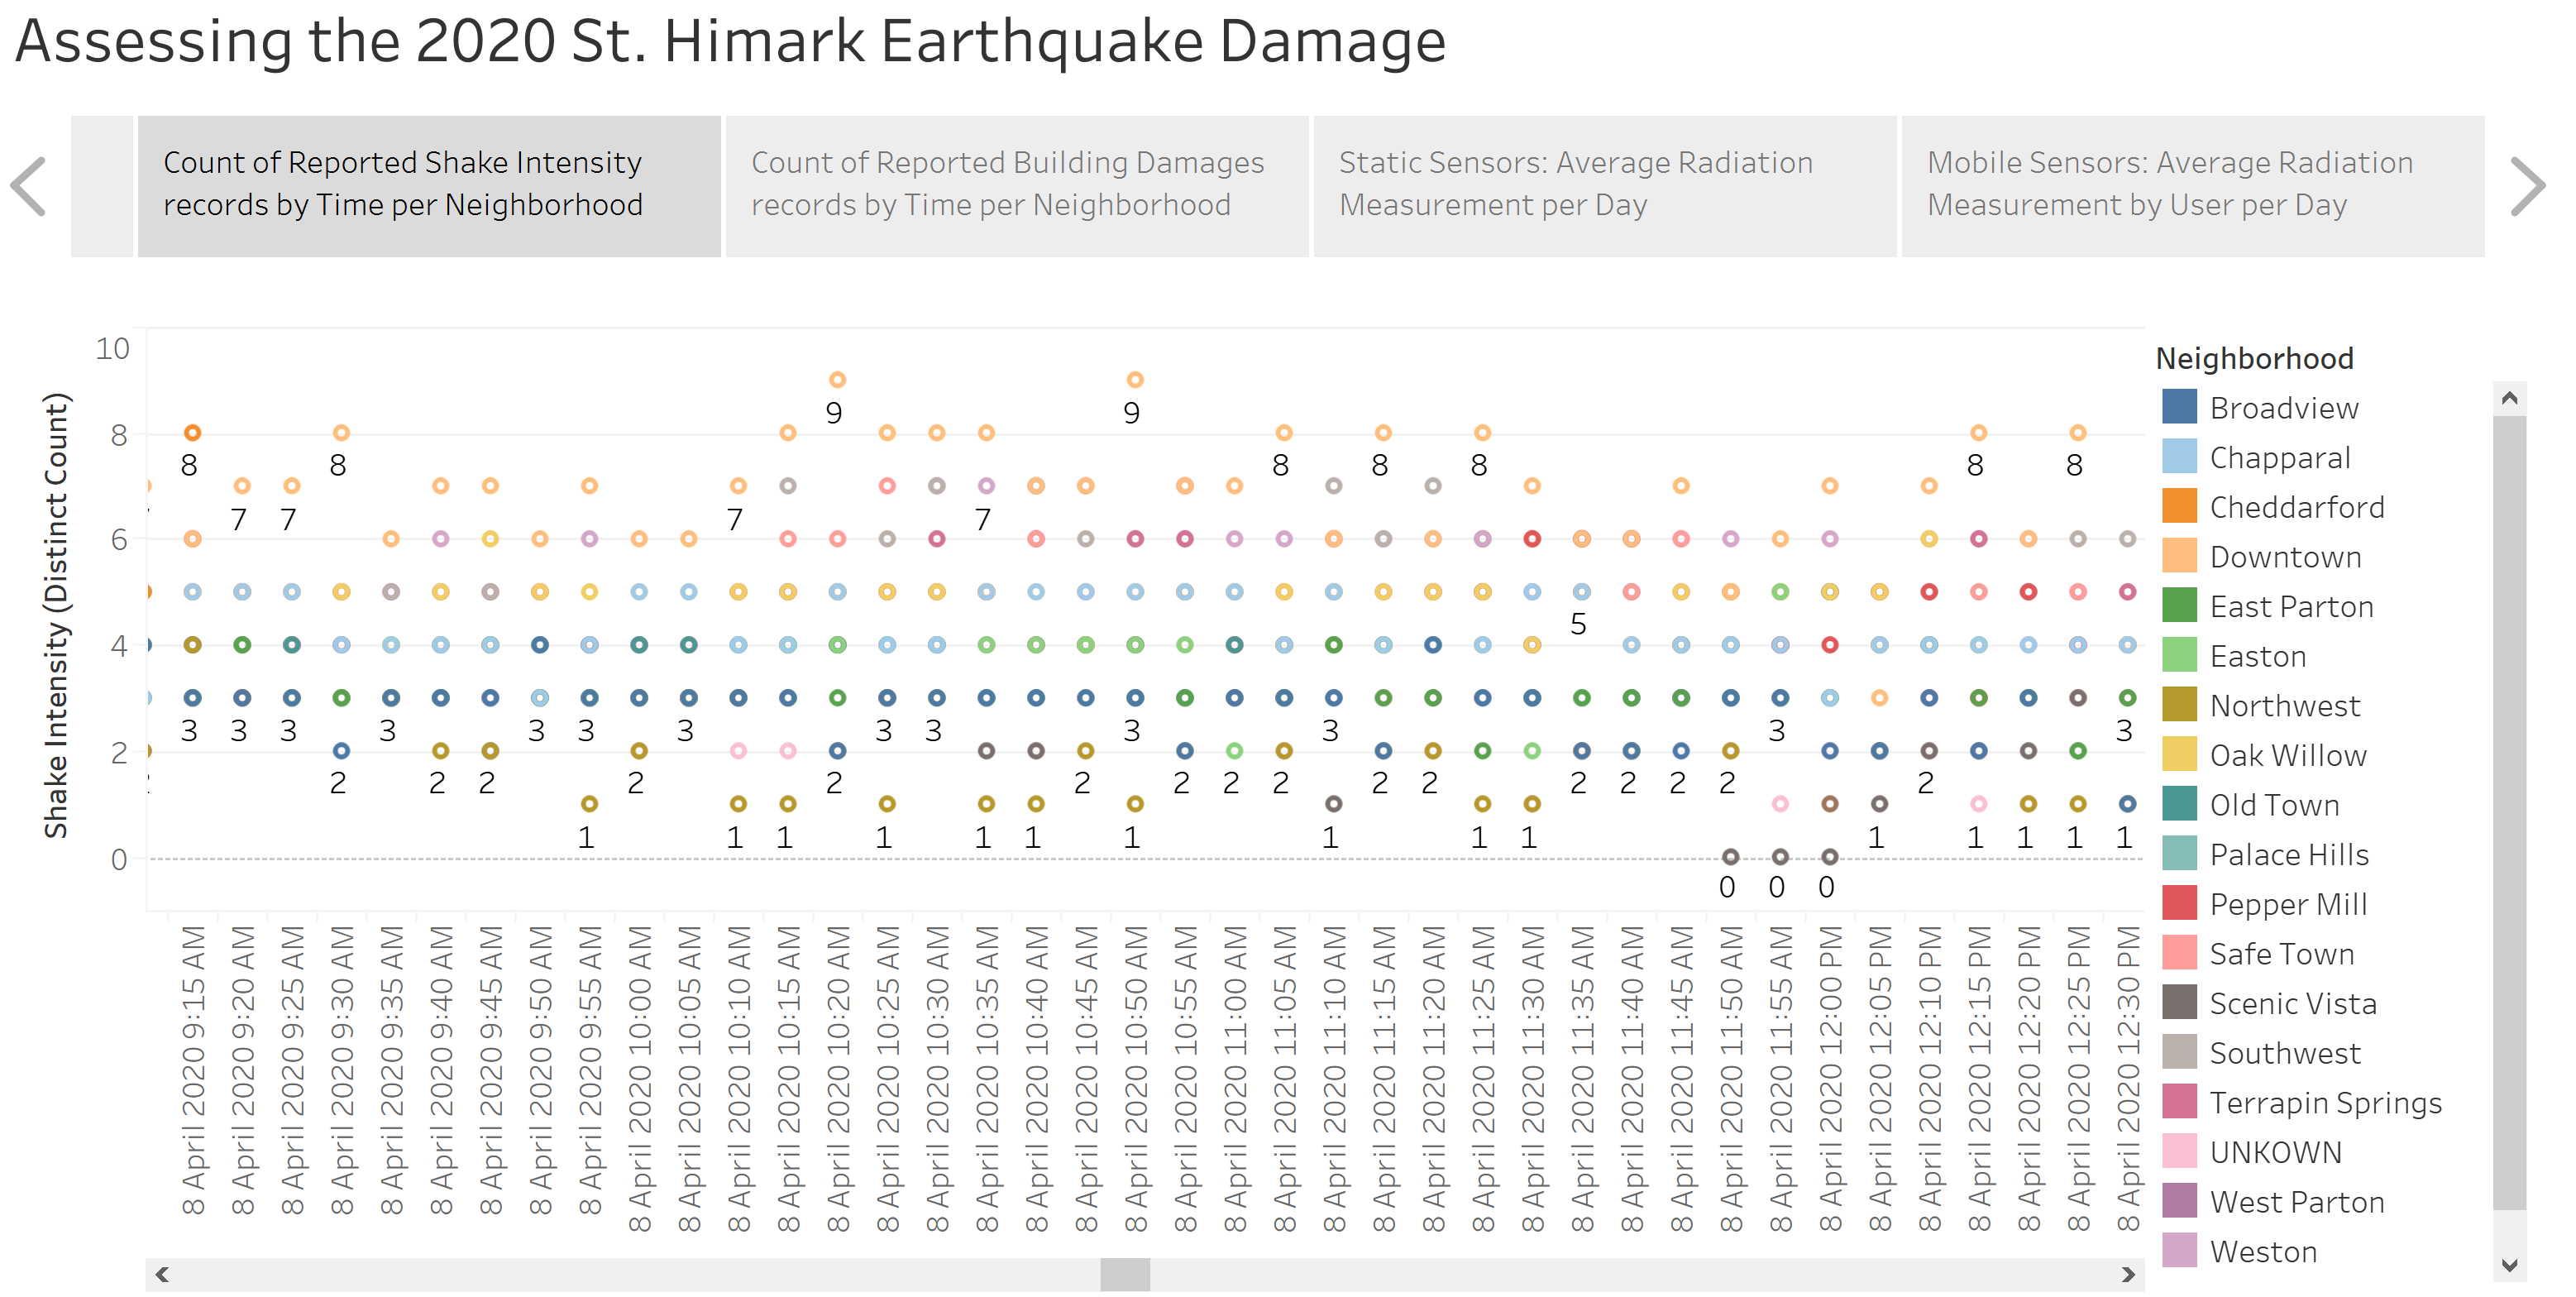 Assessing the 2020 St. Himark Earthquake Damage
Count of Reported Shake Intensity
records by Time per Neighborhood
Count of Reported Building Damages
records by Time per Neighborhood
Static Sensors: Average Radiation
Measurement per Day
Mobile Sensors: Average Radiation
Measurement by User per Day
Shake Intensity (Distinct Count)
10
8
6
4
2
0
9 9
8 8 8 8 8 8 8
7 7 7 7
5
3 3 3 3 3 3 3 3 3 3 3 3 3
2 2 2 2 2 2 2 2 2 2 2 2 2 2 2 2
1 1 1 1 1 1 1 1 1 1 1 1 1 1 1
0 0 0
8 April 2020 9:15 AM
8 April 2020 9:20 AM
8 April 2020 9:25 AM
8 April 2020 9:30 AM
8 April 2020 9:35 AM
8 April 2020 9:40 AM
8 April 2020 9:45 AM
8 April 2020 9:50 AM
8 April 2020 9:55 AM
8 April 2020 10:00 AM
8 April 2020 10:05 AM
8 April 2020 10:10 AM
8 April 2020 10:15 AM
8 April 2020 10:20 AM
8 April 2020 10:25 AM
8 April 2020 10:30 AM
8 April 2020 10:35 AM
8 April 2020 10:40 AM
8 April 2020 10:45 AM
8 April 2020 10:50 AM
8 April 2020 10:55 AM
8 April 2020 11:00 AM
8 April 2020 11:05 AM
8 April 2020 11:10 AM
8 April 2020 11:15 AM
8 April 2020 11:20 AM
8 April 2020 11:25 AM
8 April 2020 11:30 AM
8 April 2020 11:35 AM
8 April 2020 11:40 AM
8 April 2020 11:45 AM
8 April 2020 11:50 AM
8 April 2020 11:55 AM
8 April 2020 12:00 PM
8 April 2020 12:05 PM
8 April 2020 12:10 PM
8 April 2020 12:15 PM
8 April 2020 12:20 PM
8 April 2020 12:25 PM
8 April 2020 12:30 PM
Neighborhood
Broadview
Chapparal
Cheddarford
Downtown
East Parton
Easton
Northwest
Oak Willow
Old Town
Palace Hills
Pepper Mill
Safe Town
Scenic Vista
Southwest
Terrapin Springs
UNKOWN
West Parton
Weston